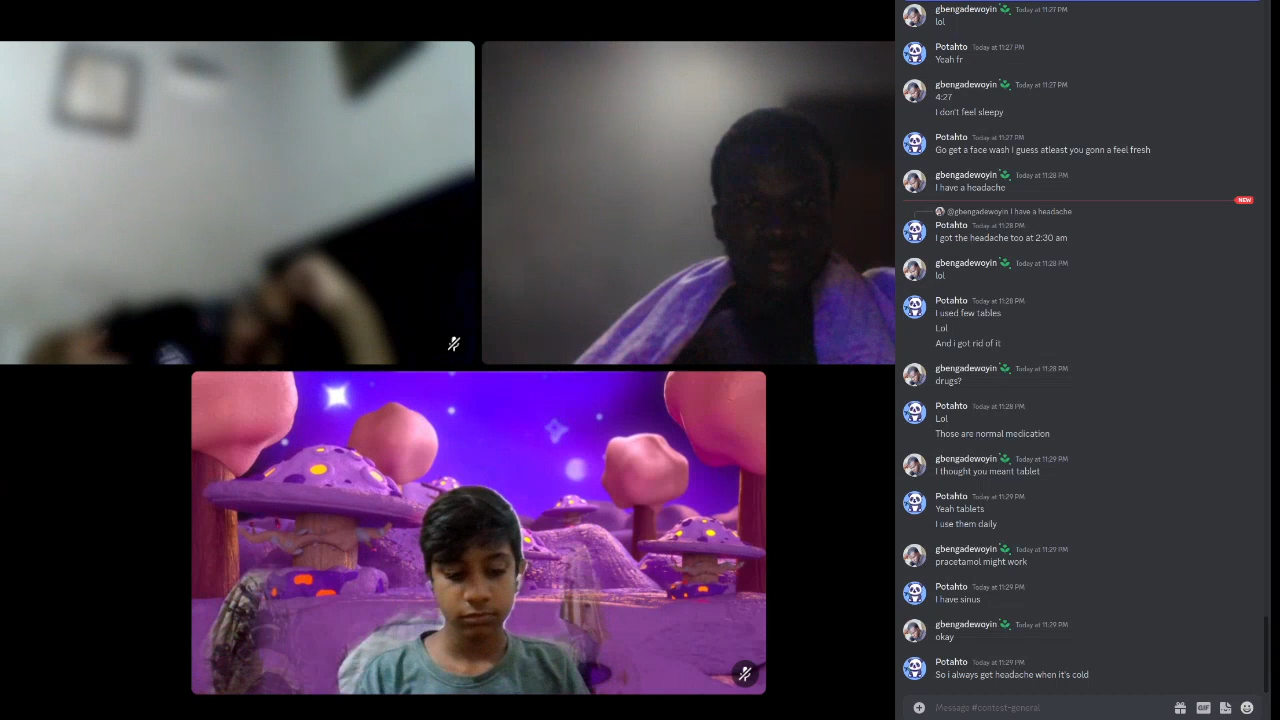 gbengadewoyin Today at 11:27 PM
lol
Potahto Today at 11:27 PM
Yeah fr
gbengadewoyin Today at 11:27 PM
4:27
I don't feel sleepy
Potahto Today at 11:27 PM
Go get a face wash I guess atleast you gonn a feel fresh
gbengadewoyin Today at 11:28 PM
I have a headache
NEW
@gbengadewoyin I have a headache
Potahto Today at 11:28 PM
I got the headache too at 2:30 am
gbengadewoyin Today at 11:28 PM
lol
Potahto Today at 11:28 PM
I used few tables
Lol
And i got rid of it
gbengadewoyin Today at 11:28 PM
drugs?
Potahto Today at 11:28 PM
Lol
Those are normal medication
gbengadewoyin Today at 11:29 PM
I thought you meant tablet
Potahto Today at 11:29 PM
Yeah tablets
I use them daily
gbengadewoyin Today at 11:29 PM
pracetamol might work
Potahto Today at 11:29 PM
I have sinus
gbengadewoyin Today at 11:29 PM
okay
Potahto Today at 11:29 PM
So i always get headache when it's cold
Message #contest-general
GIF